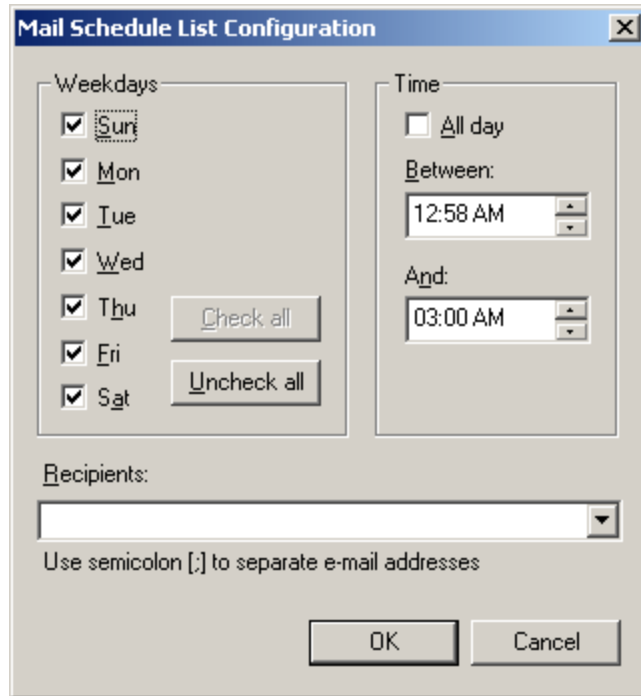 Mail Schedule List Configuration
Weekdays
Sun
Mon
Tue
Wed
Thu
Fri
Sat
Check all
Uncheck all
Time
All day
Between:
12:58 AM
And:
03:00 AM
Recipients:
Use semicolon [;] to separate e-mail addresses
OK
Cancel